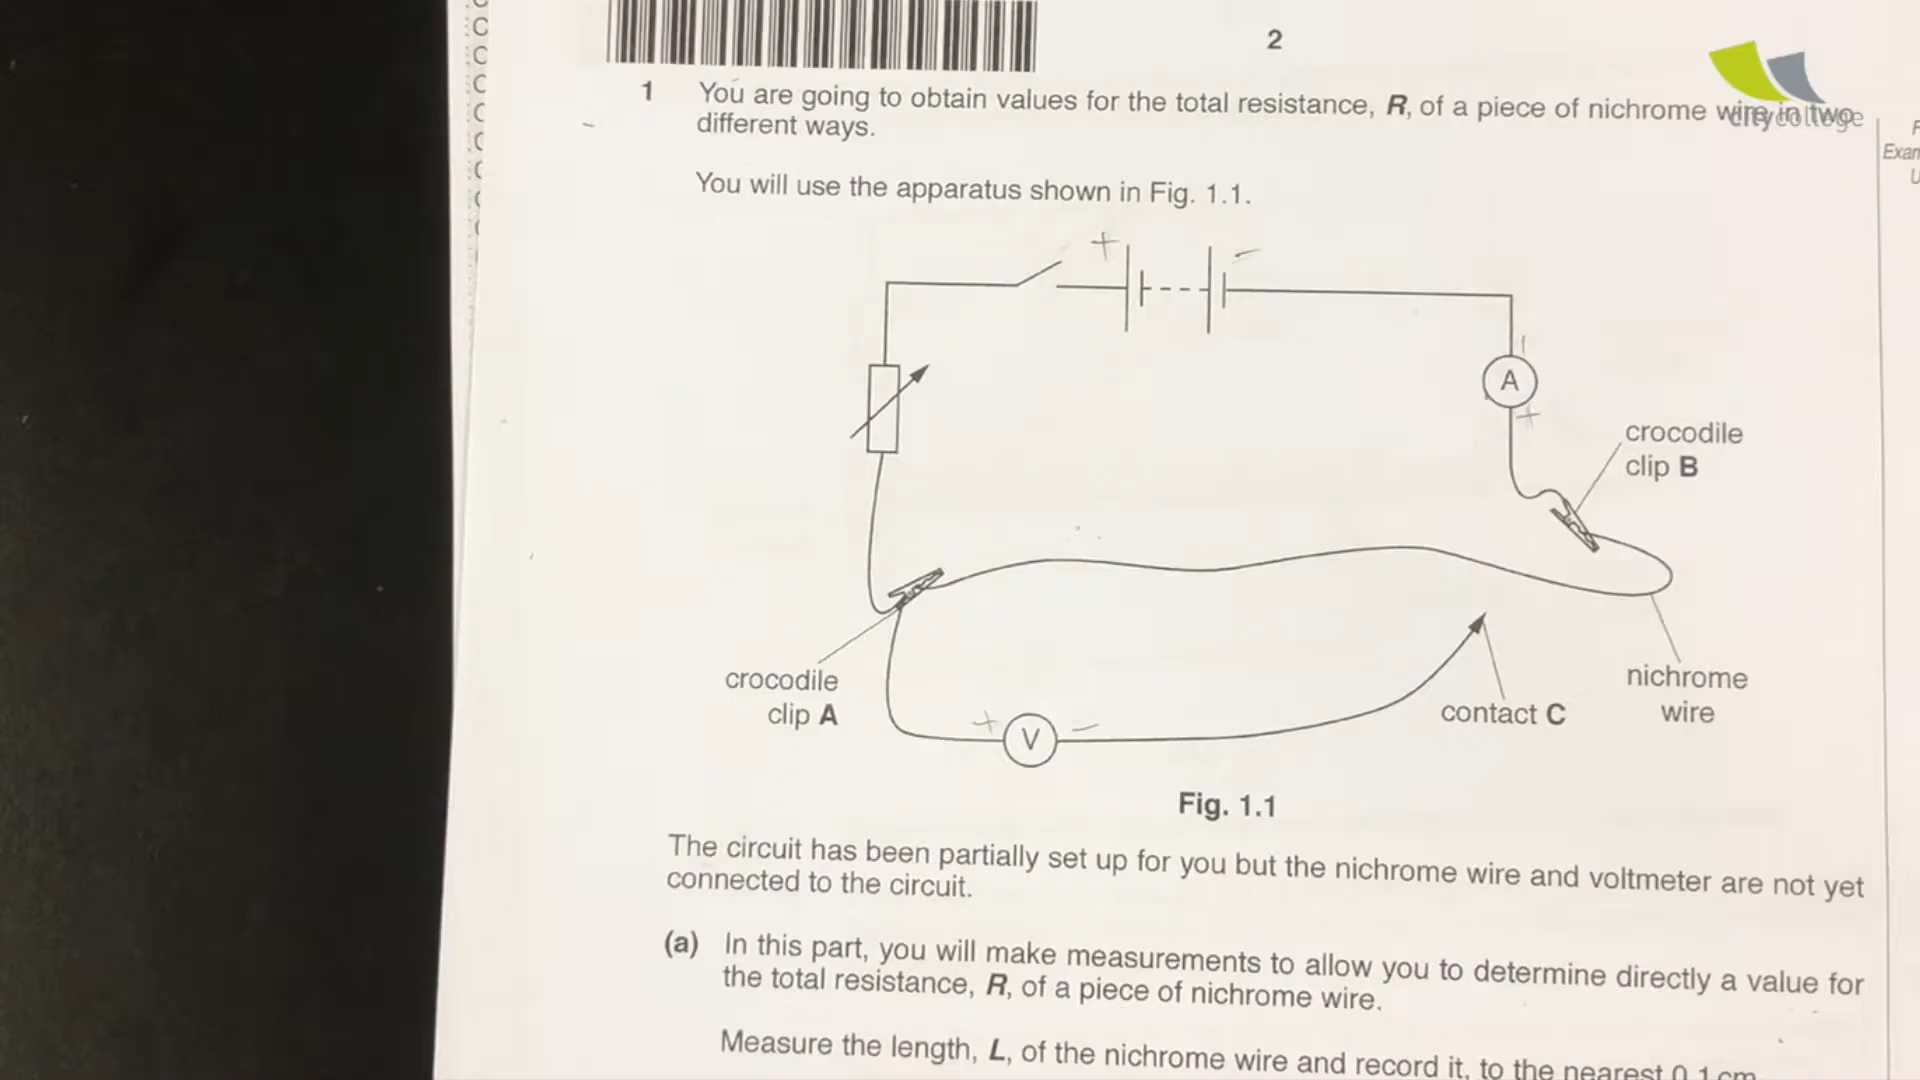 2
citycollege
1 You are going to obtain values for the total resistance, R, of a piece of nichrome wire in two
different ways.
You will use the apparatus shown in Fig. 1.1.
+ −
−
A
+
crocodile
clip B
crocodile
clip A
+ V −
contact C
nichrome
wire
Fig. 1.1
The circuit has been partially set up for you but the nichrome wire and voltmeter are not yet
connected to the circuit.
(a) In this part, you will make measurements to allow you to determine directly a value for
the total resistance, R, of a piece of nichrome wire.
Measure the length, L, of the nichrome wire and record it, to the nearest 0.1 cm